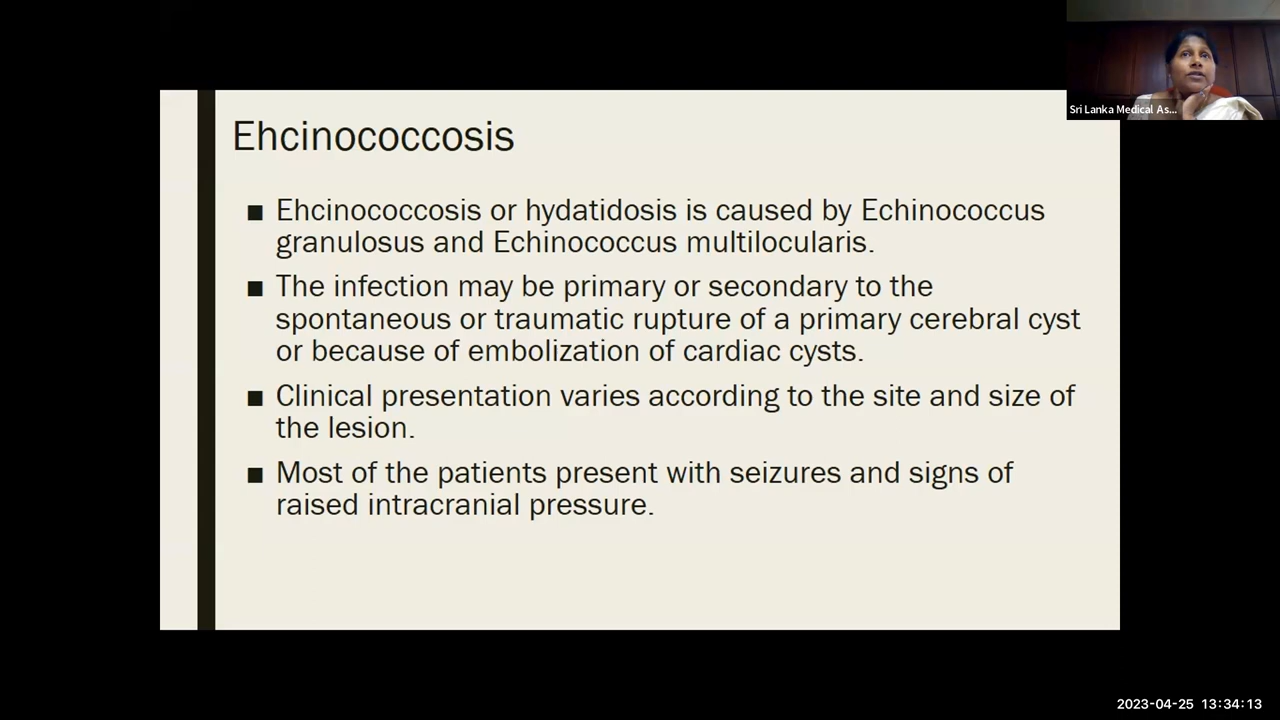 Sri Lanka Medical As...
Ehcinococcosis
■ Ehcinococcosis or hydatidosis is caused by Echinococcus
granulosus and Echinococcus multilocularis.
■ The infection may be primary or secondary to the
spontaneous or traumatic rupture of a primary cerebral cyst
or because of embolization of cardiac cysts.
■ Clinical presentation varies according to the site and size of
the lesion.
■ Most of the patients present with seizures and signs of
raised intracranial pressure.
2023-04-25 13:34:13